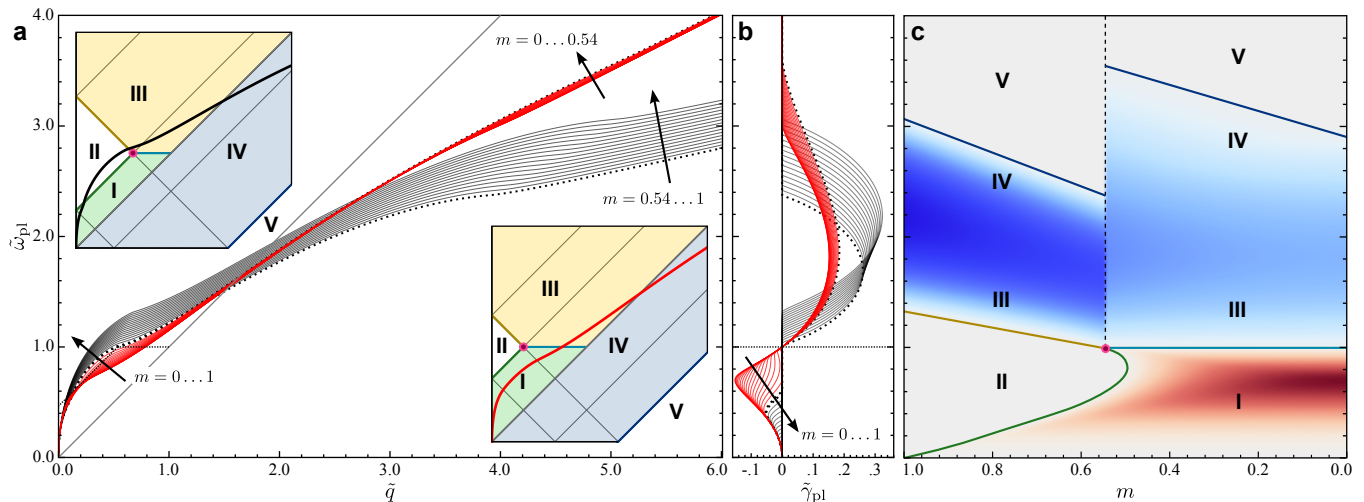 a
4.0
3.0
2.0
1.0
0.0
ω̃pl
0.0
1.0
2.0
3.0
4.0
5.0
6.0
q̃
III
II
I
IV
V
m = 0 … 0.54
m = 0.54 … 1
m = 0 … 1
III
II
I
IV
V
b
m = 0 … 1
-.1
0
.1
.2
.3
γ̃pl
c
V
V
IV
IV
III
III
II
I
1.0
0.8
0.6
0.4
0.2
0.0
m